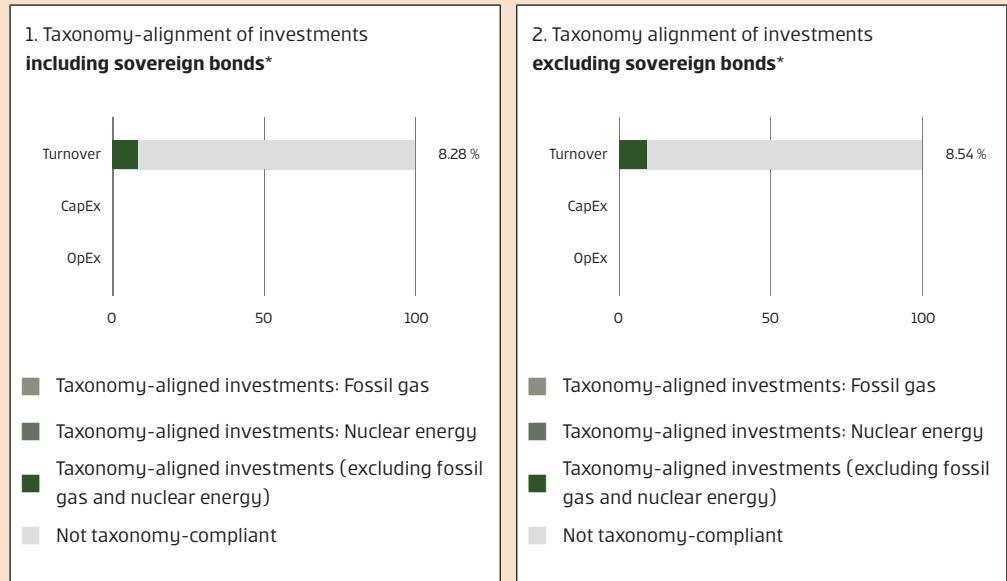 1. Taxonomy-alignment of investments
including sovereign bonds*
Turnover
8.28 %
CapEx
OpEx
0
50
100
Taxonomy-aligned investments: Fossil gas
Taxonomy-aligned investments: Nuclear energy
Taxonomy-aligned investments (excluding fossil
gas and nuclear energy)
Not taxonomy-compliant
2. Taxonomy alignment of investments
excluding sovereign bonds*
Turnover
8.54 %
CapEx
OpEx
0
50
100
Taxonomy-aligned investments: Fossil gas
Taxonomy-aligned investments: Nuclear energy
Taxonomy-aligned investments (excluding fossil
gas and nuclear energy)
Not taxonomy-compliant